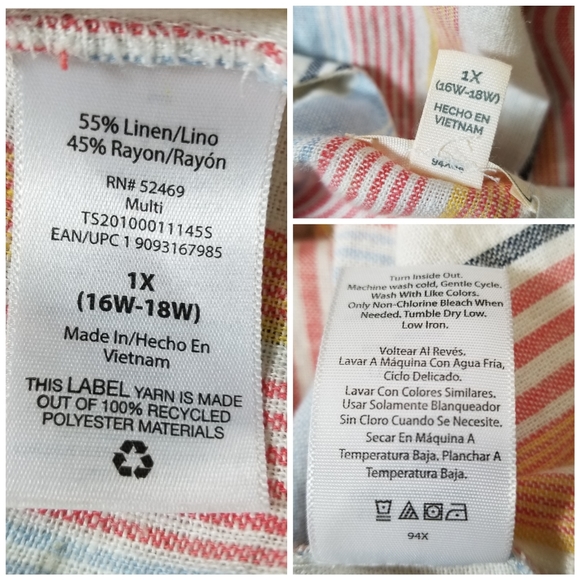 55% Linen/Lino
45% Rayon/Rayón
RN# 52469
Multi
TS20100011145S
EAN/UPC 1 9093167985
1X
(16W-18W)
Made In/Hecho En
Vietnam
THIS LABEL YARN IS MADE
OUT OF 100% RECYCLED
POLYESTER MATERIALS
1X
(16W-18W)
HECHO EN
VIETNAM
Turn Inside Out.
Machine wash cold, Gentle Cycle.
Wash With Like Colors.
Only Non-Chlorine Bleach When
Needed, Tumble Dry Low.
Low Iron.
Voltear Al Revés.
Lavar A Máquina Con Agua Fría,
Ciclo Delicado.
Lavar Con Colores Similares.
Usar Solamente Blanqueador
Sin Cloro Cuando Se Necesite.
Secar En Máquina A
Temperatura Baja. Planchar A
Temperatura Baja.
94X